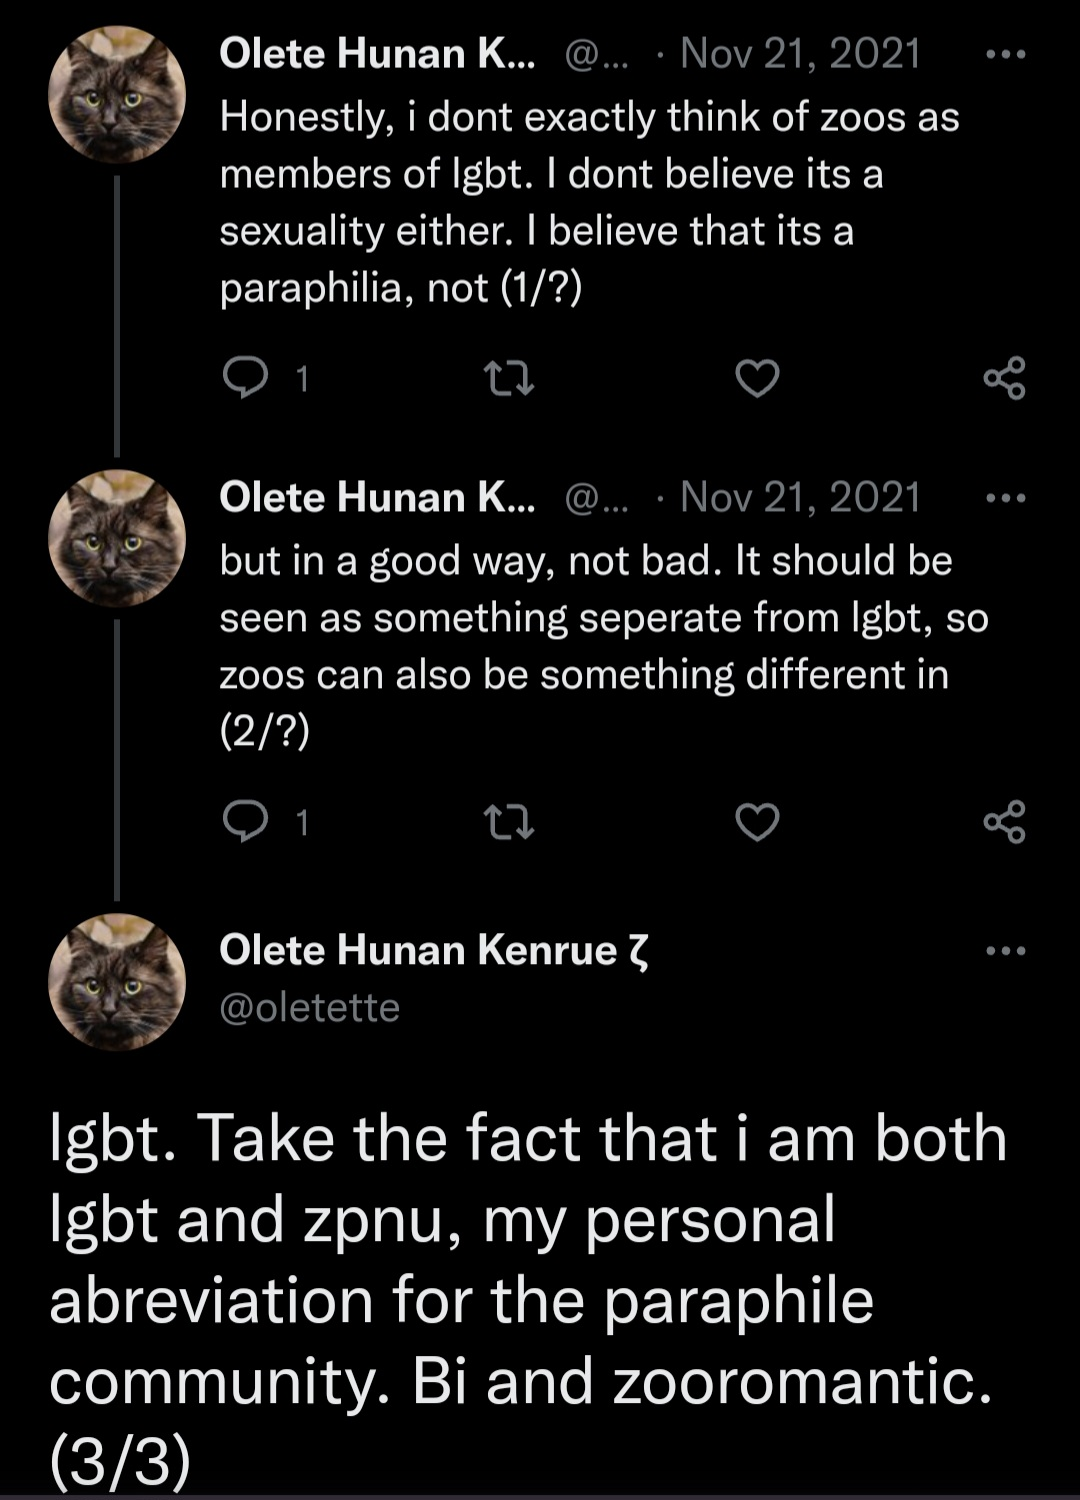 Olete Hunan K... @... · Nov 21, 2021
Honestly, i dont exactly think of zoos as
members of lgbt. I dont believe its a
sexuality either. I believe that its a
paraphilia, not (1/?)
1
Olete Hunan K... @... · Nov 21, 2021
but in a good way, not bad. It should be
seen as something seperate from lgbt, so
zoos can also be something different in
(2/?)
1
Olete Hunan Kenrue ζ
@oletette
lgbt. Take the fact that i am both
lgbt and zpnu, my personal
abreviation for the paraphile
community. Bi and zooromantic.
(3/3)